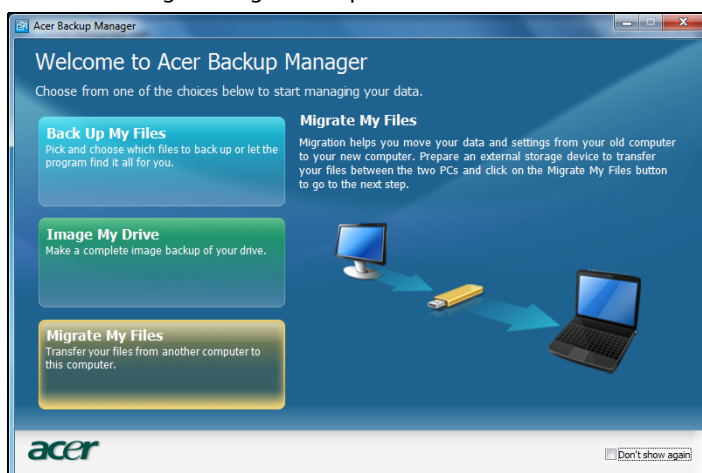 Acer Backup Manager
Welcome to Acer Backup Manager
Choose from one of the choices below to start managing your data.
Back Up My Files
Pick and choose which files to back up or let the
program find it all for you.
Image My Drive
Make a complete image backup of your drive.
Migrate My Files
Transfer your files from another computer to
this computer.
Migrate My Files
Migration helps you move your data and settings from your old computer
to your new computer. Prepare an external storage device to transfer
your files between the two PCs and click on the Migrate My Files button
to go to the next step.
acer
Don't show again